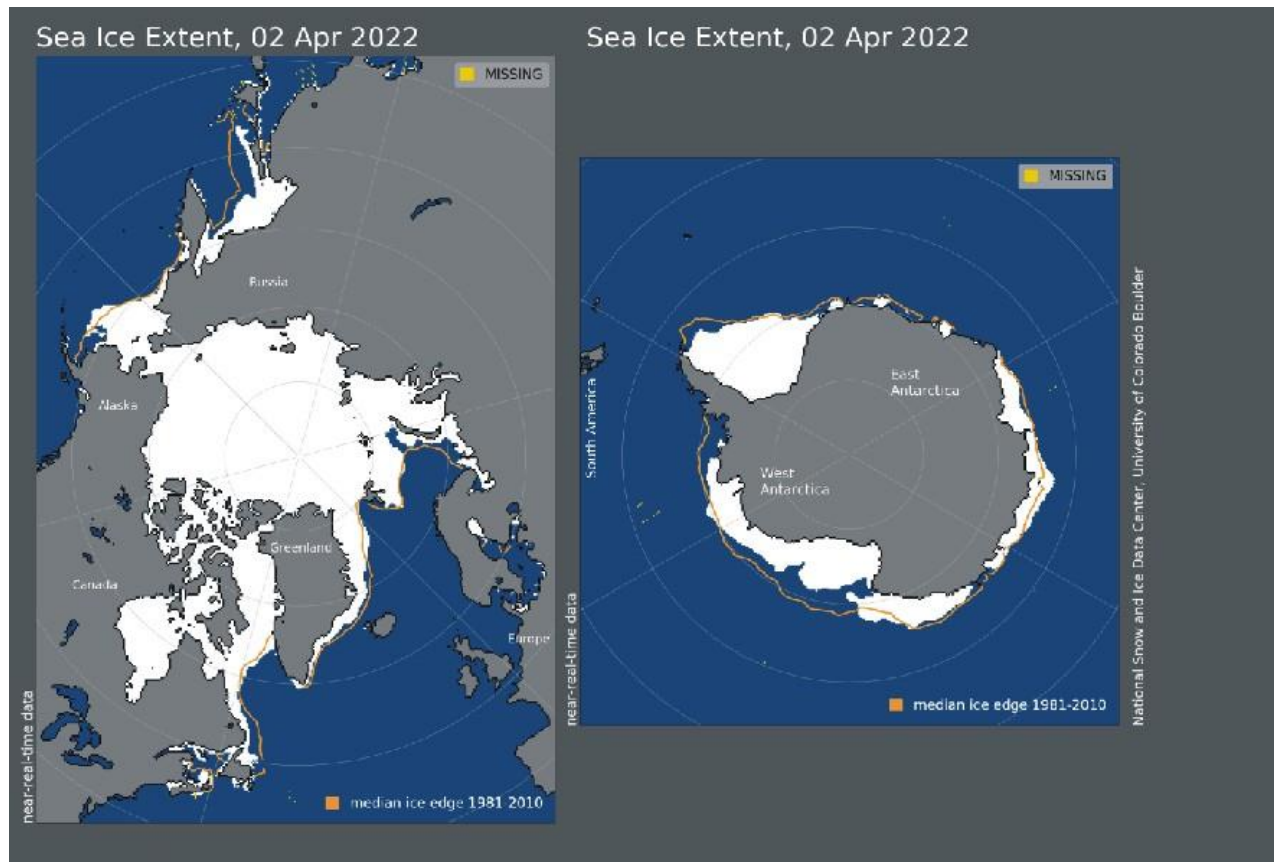 Sea Ice Extent, 02 Apr 2022
MISSING
Russia
Alaska
Greenland
Canada
Europe
near-real-time data
median ice edge 1981-2010
Sea Ice Extent, 02 Apr 2022
MISSING
East
Antarctica
South America
West
Antarctica
near-real-time data
median ice edge 1981-2010
National Snow and Ice Data Center, University of Colorado Boulder